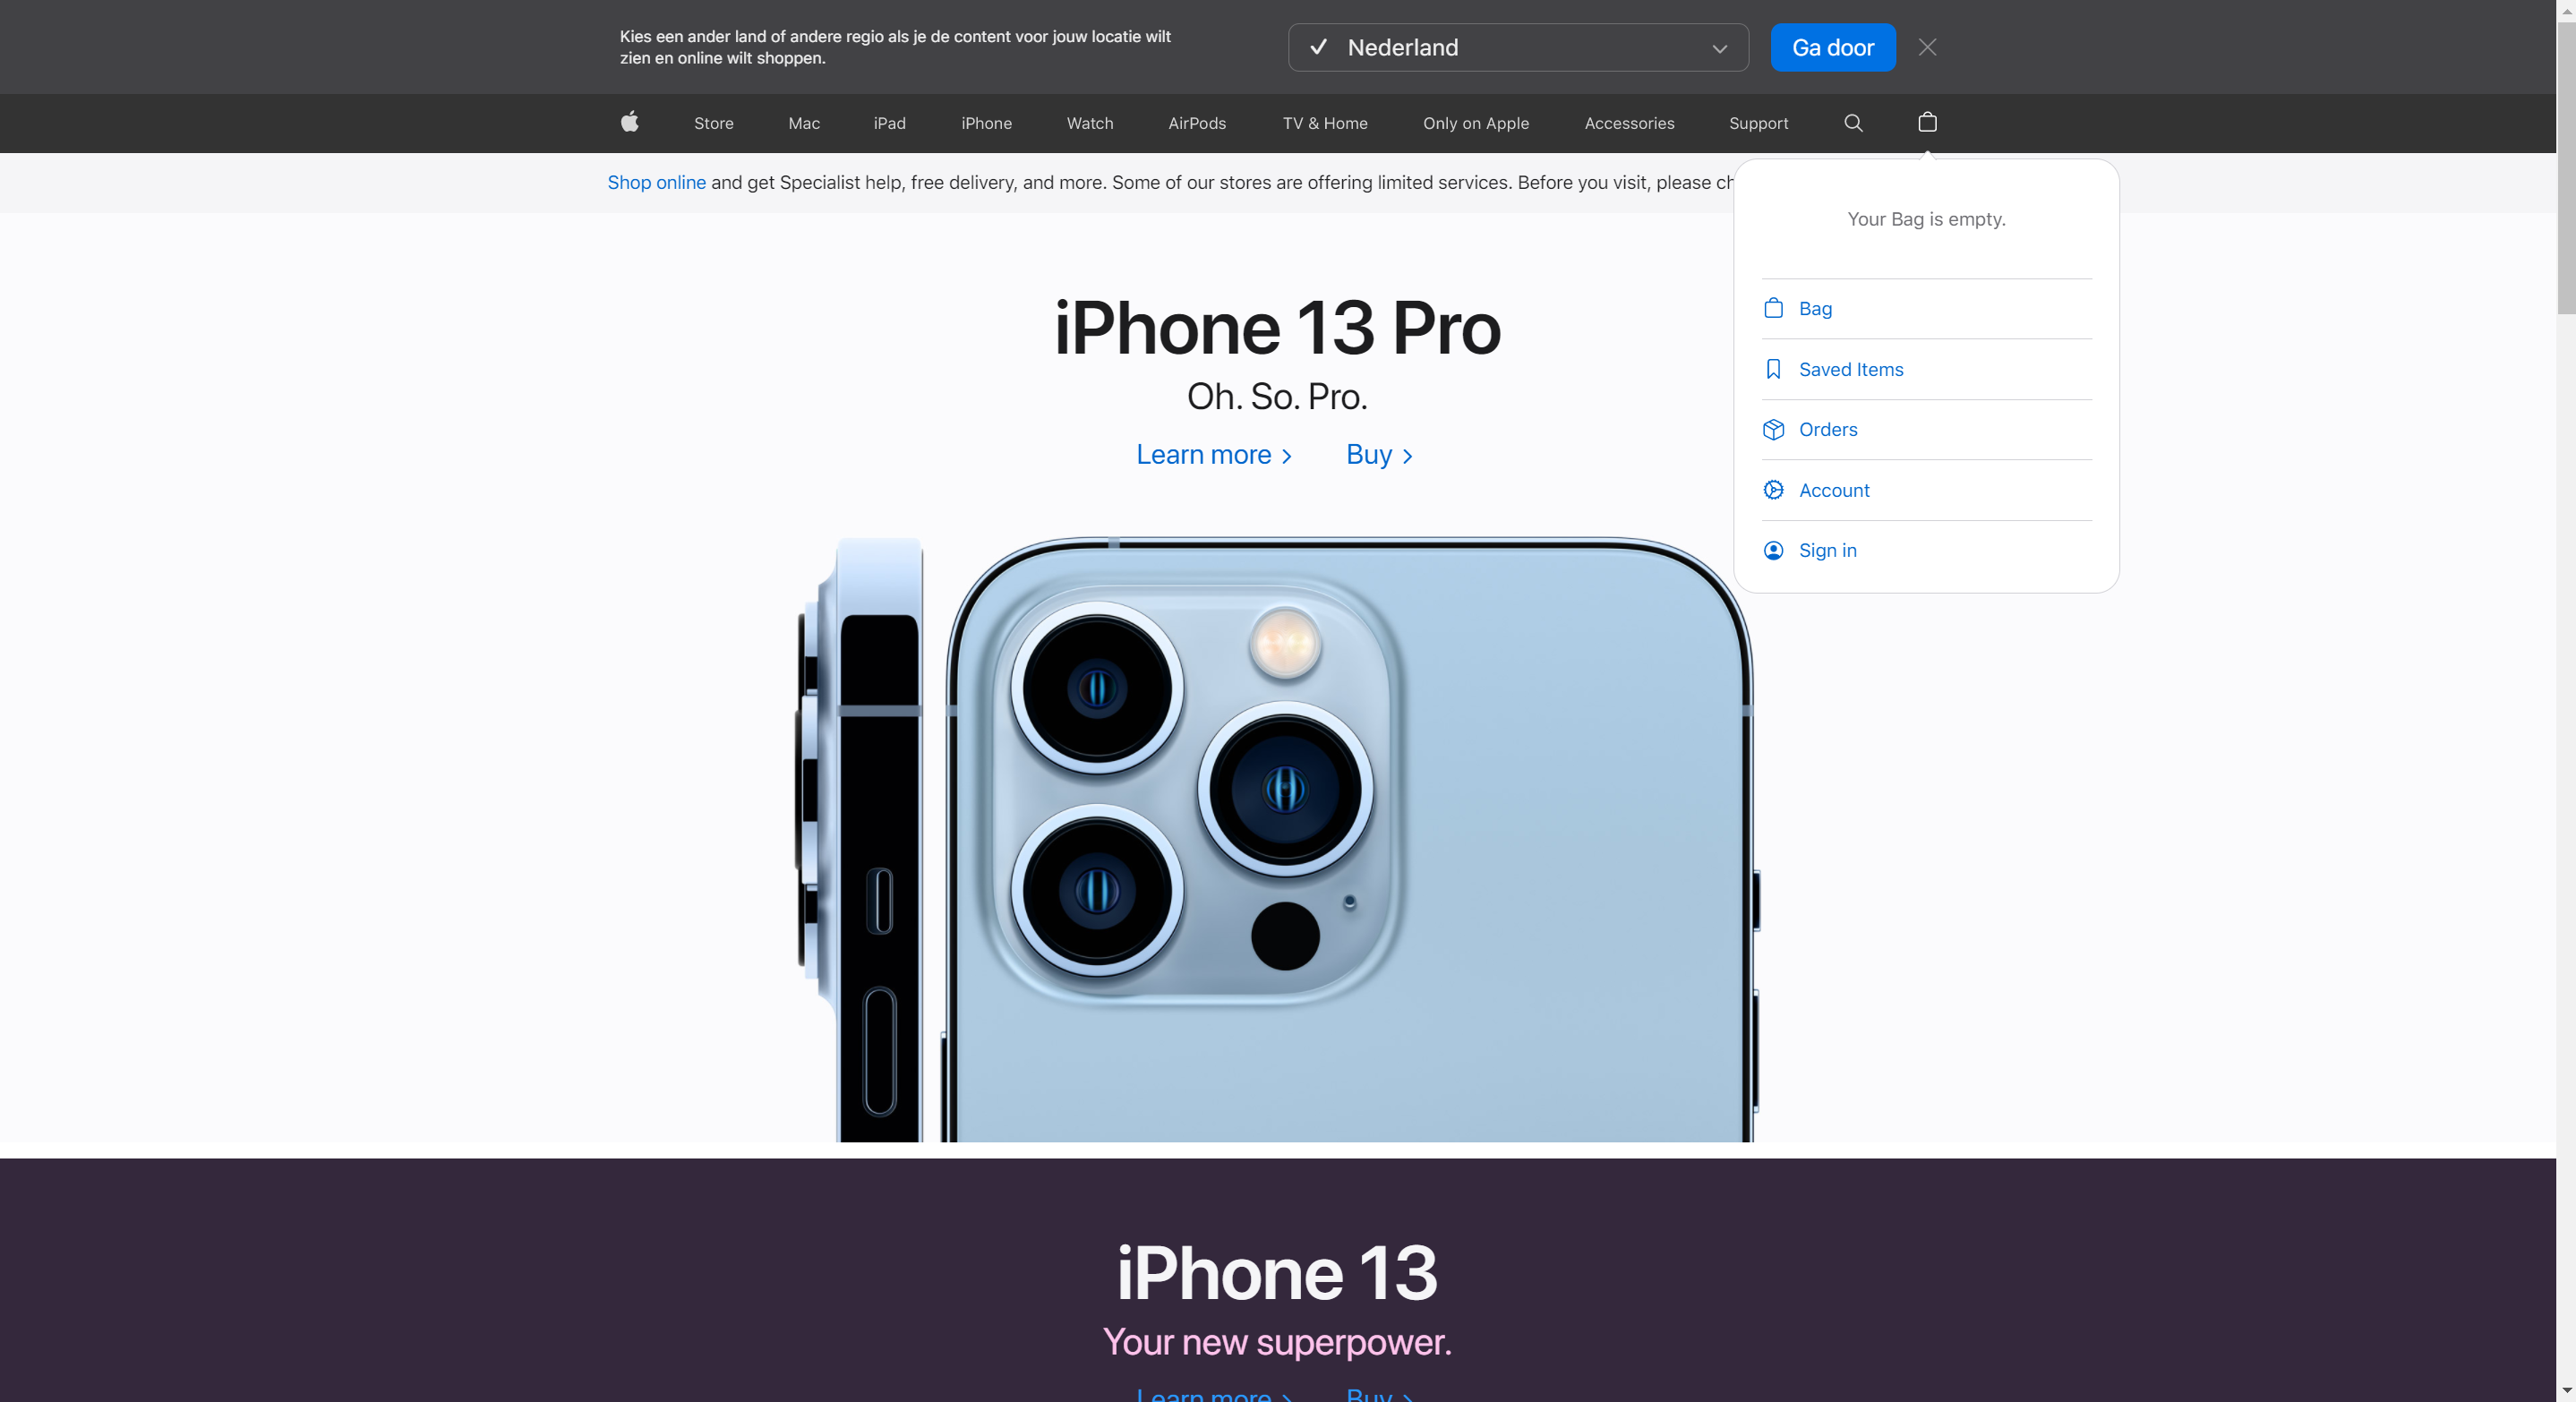 Kies een ander land of andere regio als je de content voor jouw locatie wilt
zien en online wilt shoppen.
Nederland
Ga door
Store
Mac
iPad
iPhone
Watch
AirPods
TV & Home
Only on Apple
Accessories
Support
Shop online and get Specialist help, free delivery, and more. Some of our stores are offering limited services. Before you visit, please
Your Bag is empty.
Bag
Saved Items
Orders
Account
Sign in
iPhone 13 Pro
Oh. So. Pro.
Learn more
Buy
iPhone 13
Your new superpower.
Learn more
Buy